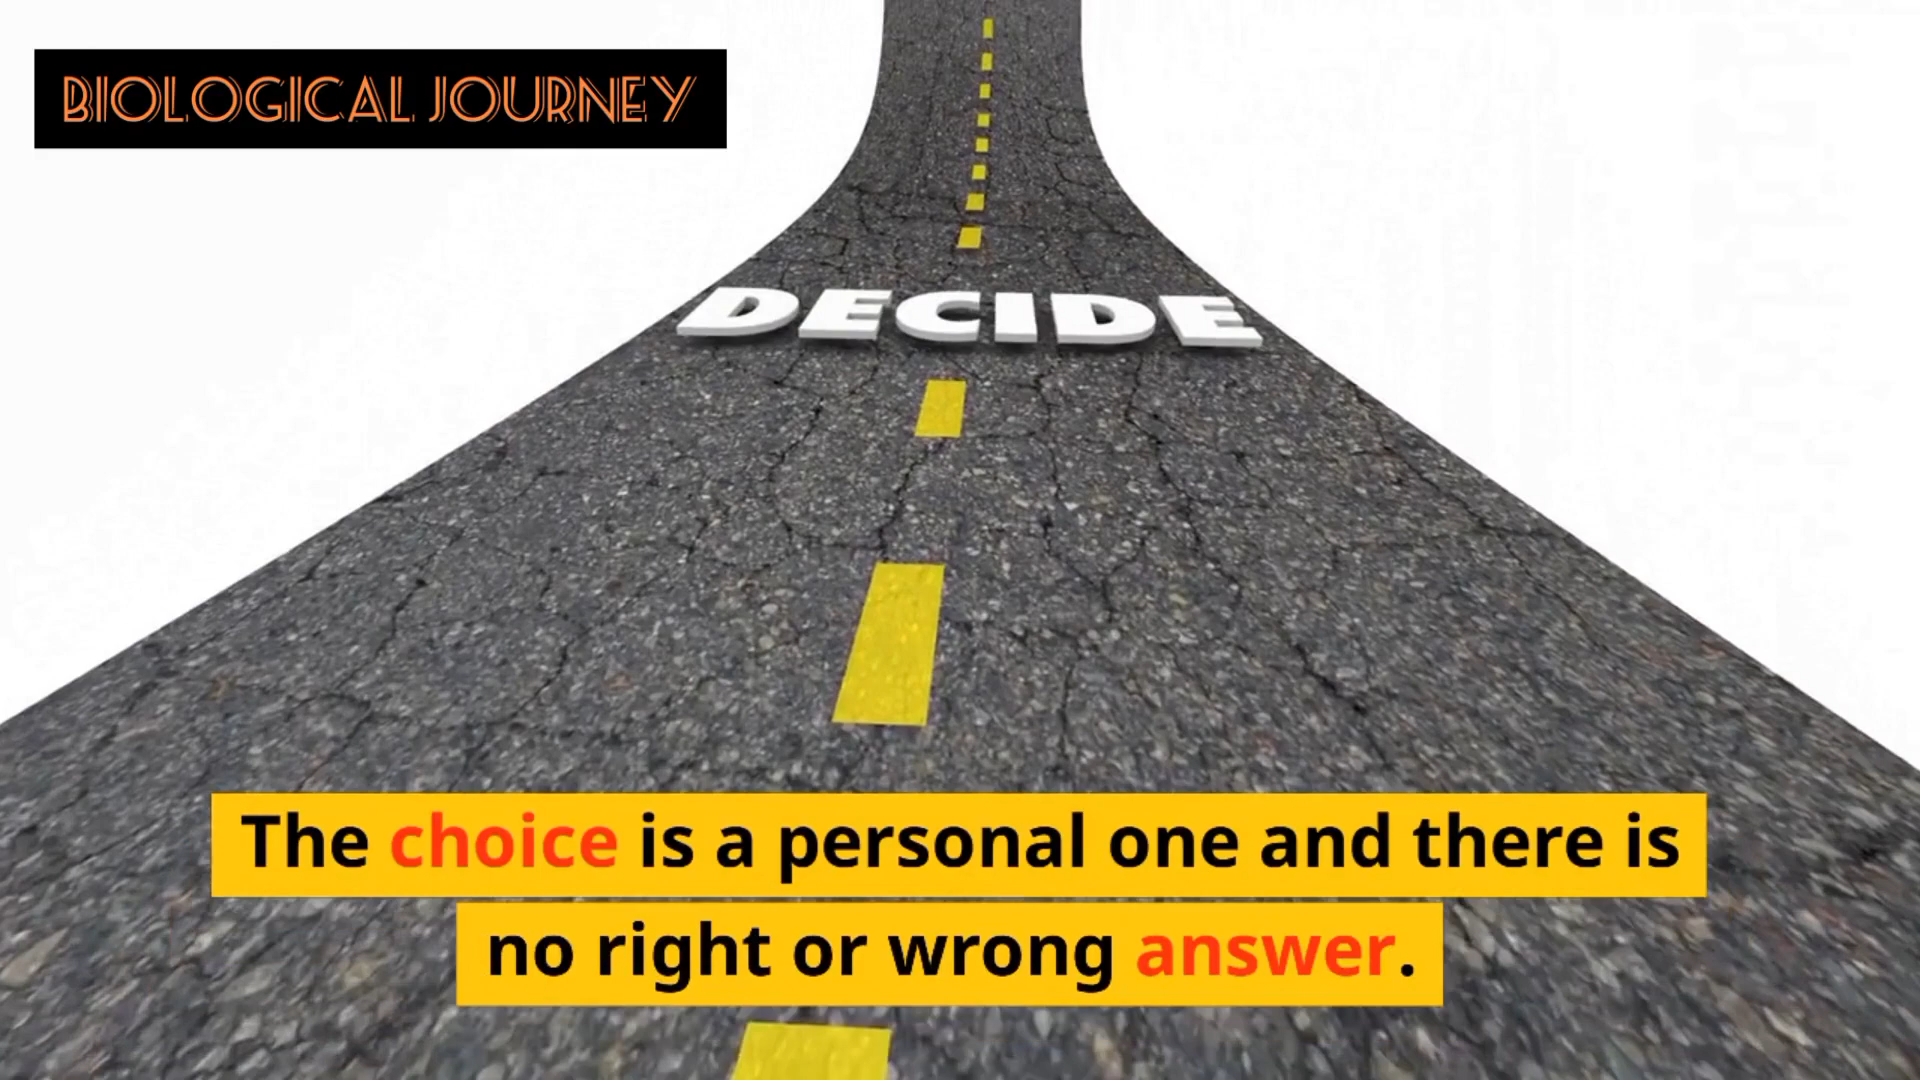 BIOLOGICAL JOURNEY
DECIDE
The choice is a personal one and there is
no right or wrong answer.